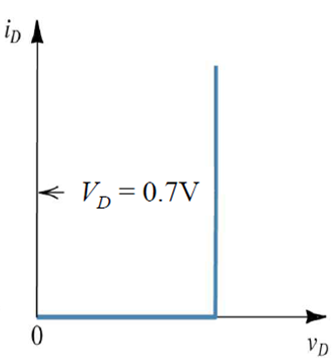 i_D
V_D = 0.7V
0
v_D